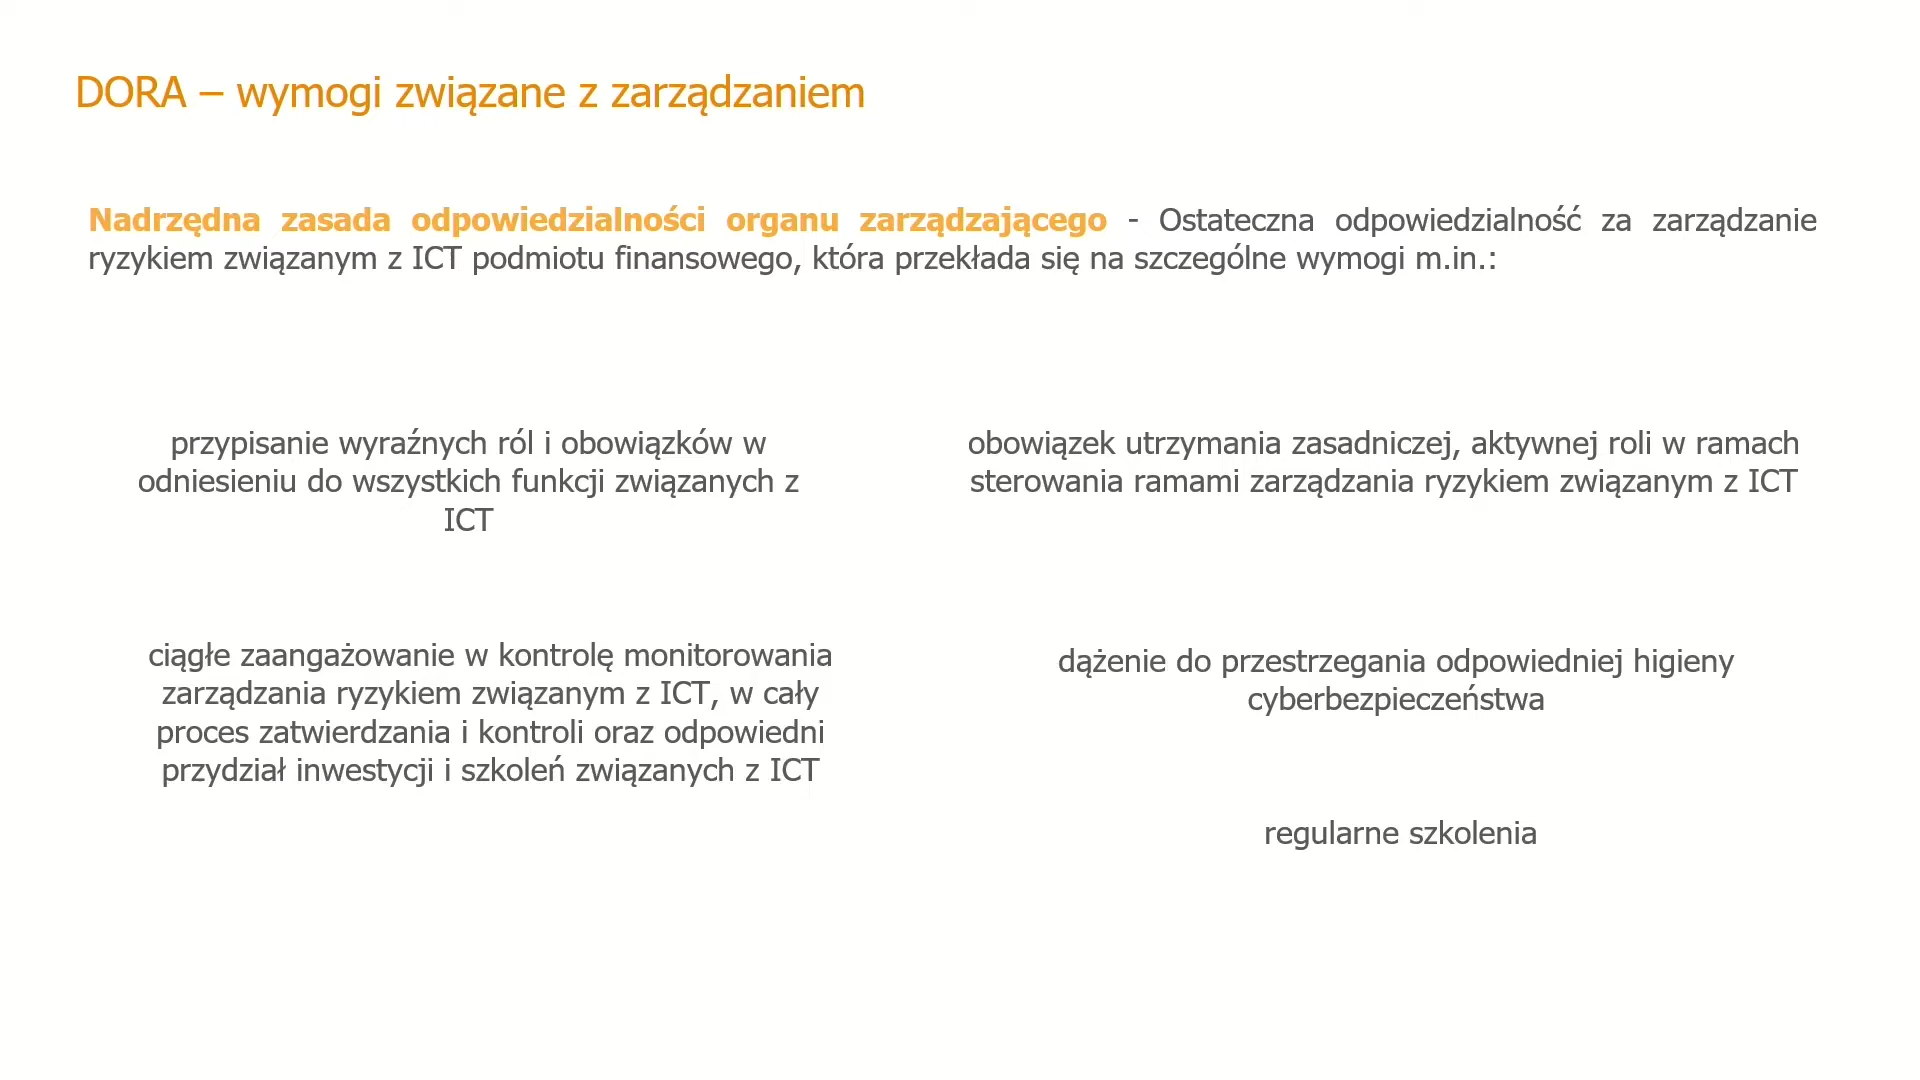 DORA – wymogi związane z zarządzaniem
Nadrzędna zasada odpowiedzialności organu zarządzającego - Ostateczna odpowiedzialność za zarządzanie
ryzykiem związanym z ICT podmiotu finansowego, która przekłada się na szczególne wymogi m.in.:
przypisanie wyraźnych ról i obowiązków w
odniesieniu do wszystkich funkcji związanych z
ICT
obowiązek utrzymania zasadniczej, aktywnej roli w ramach
sterowania ramami zarządzania ryzykiem związanym z ICT
ciągłe zaangażowanie w kontrolę monitorowania
zarządzania ryzykiem związanym z ICT, w cały
proces zatwierdzania i kontroli oraz odpowiedni
przydział inwestycji i szkoleń związanych z ICT
dążenie do przestrzegania odpowiedniej higieny
cyberbezpieczeństwa
regularne szkolenia